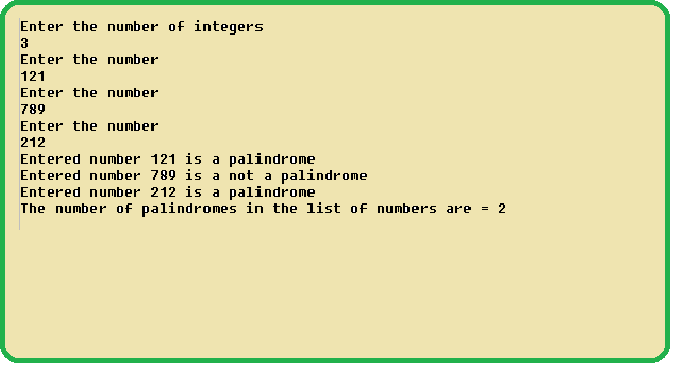 Enter the number of integers
3
Enter the number
121
Enter the number
789
Enter the number
212
Entered number 121 is a palindrome
Entered number 789 is a not a palindrome
Entered number 212 is a palindrome
The number of palindromes in the list of numbers are = 2